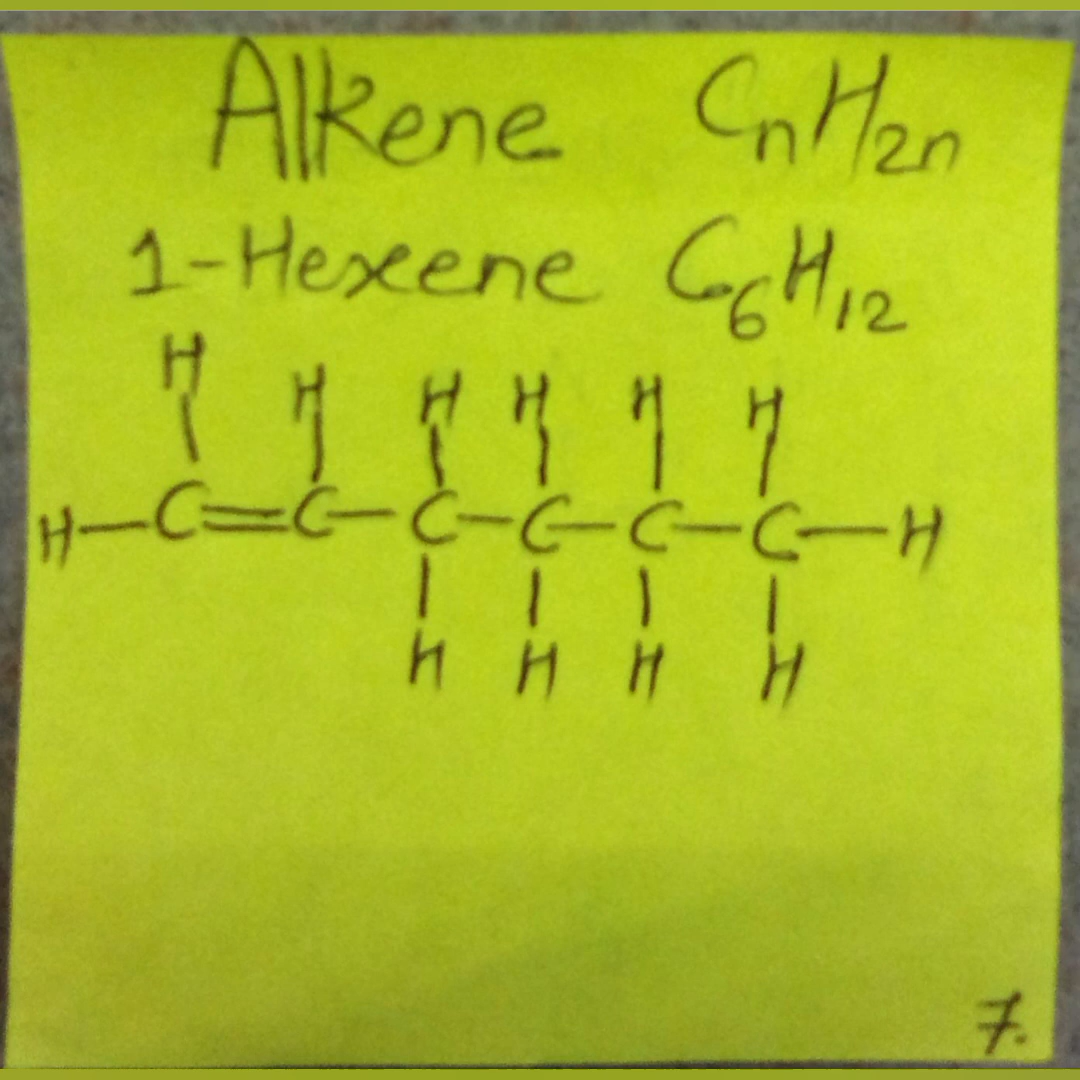 Alkene CnH2n
1-Hexene C6H12
H H H H H H
H-C=C-C-C-C-C-H
H H H H
7.